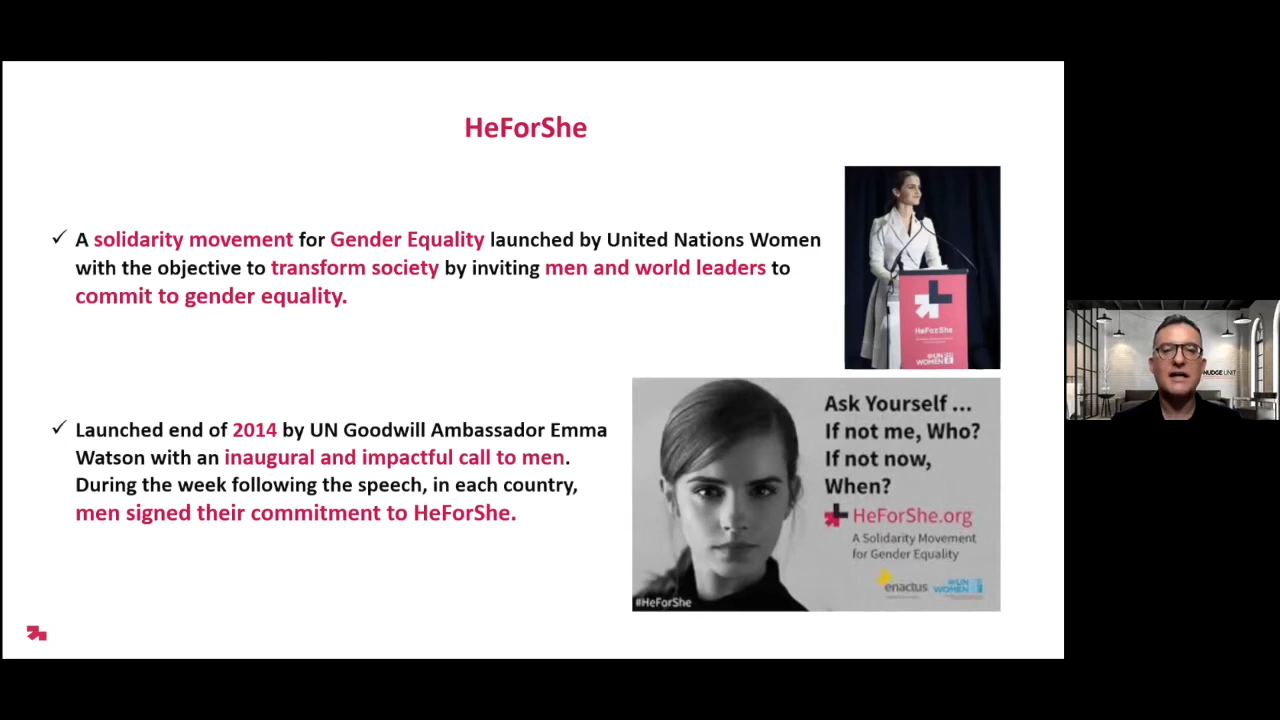 HeForShe
✓ A solidarity movement for Gender Equality launched by United Nations Women
with the objective to transform society by inviting men and world leaders to
commit to gender equality.
HeForShe
UN
WOMEN
✓ Launched end of 2014 by UN Goodwill Ambassador Emma
Watson with an inaugural and impactful call to men.
During the week following the speech, in each country,
men signed their commitment to HeForShe.
Ask Yourself ...
If not me, Who?
If not now,
When?
HeForShe.org
A Solidarity Movement
for Gender Equality
enactus
UN
WOMEN
#HeForShe
UNIT